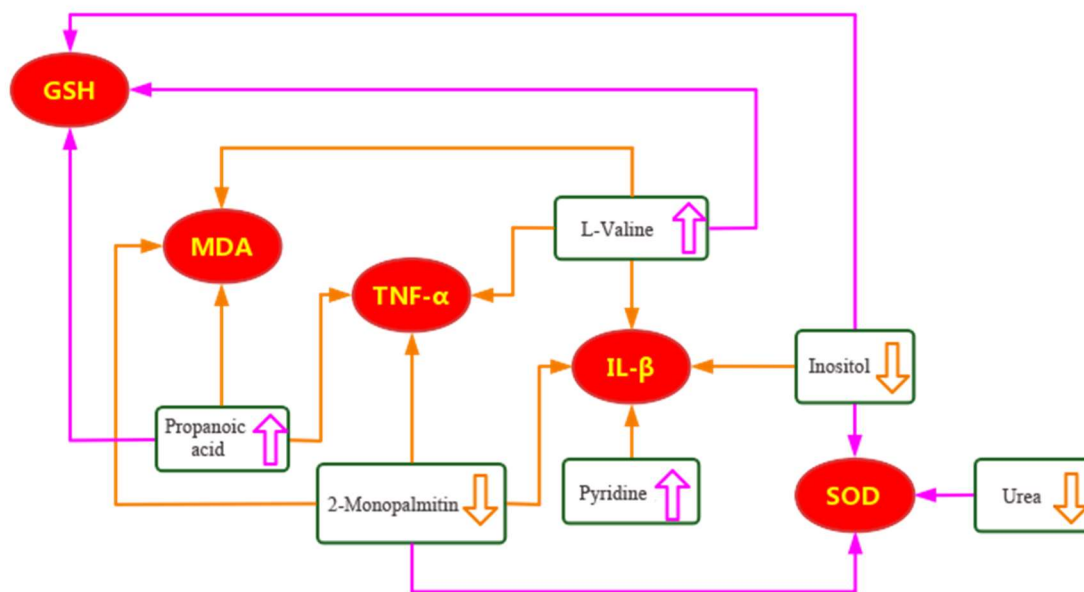 GSH
MDA
L-Valine
TNF-α
IL-β
Inositol
Propanoic
acid
2-Monopalmitin
Pyridine
SOD
Urea